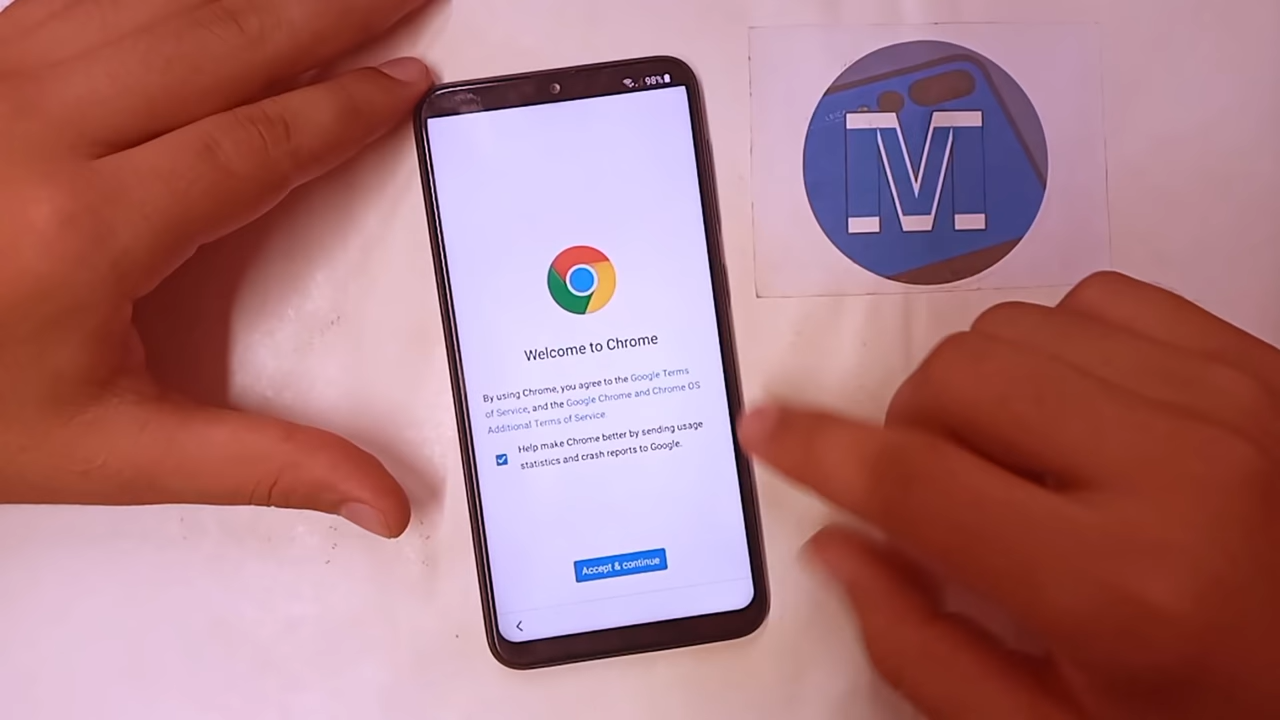 98%
M
Welcome to Chrome
By using Chrome, you agree to the Google Terms
of Service, and the Google Chrome and Chrome OS
Additional Terms of Service.
Help make Chrome better by sending usage
statistics and crash reports to Google.
Accept & continue